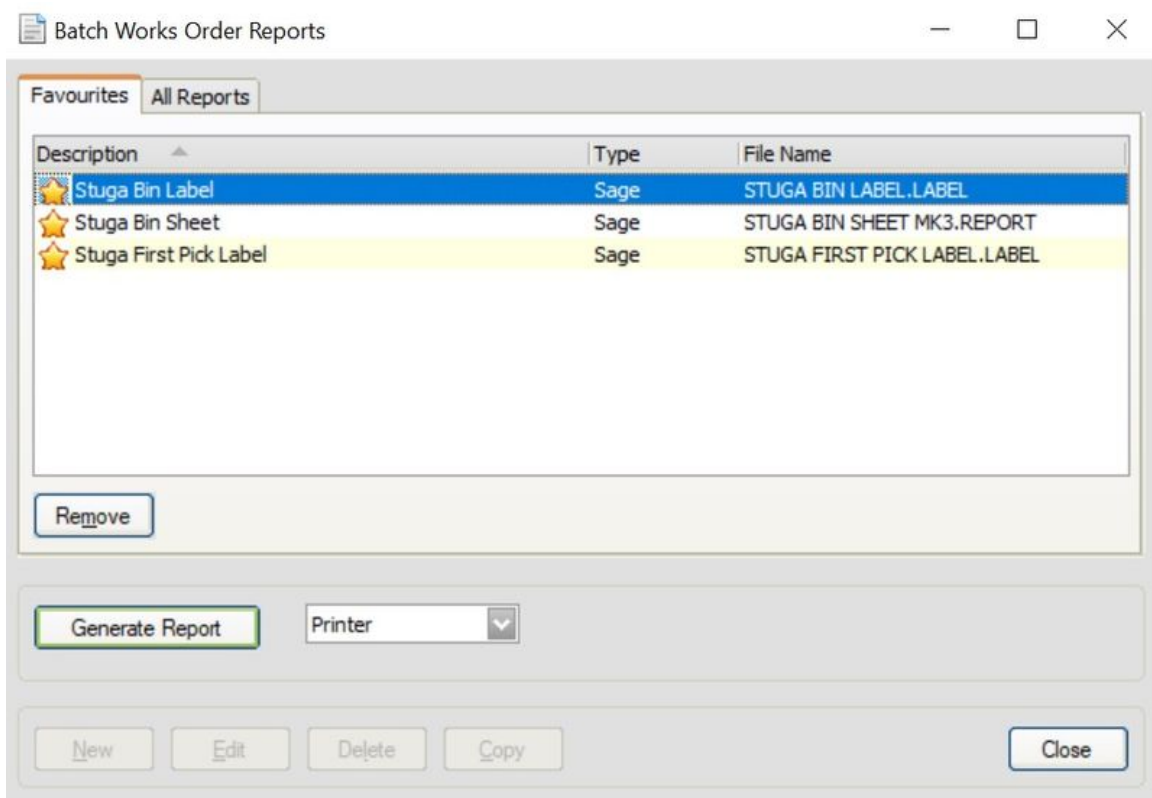 Batch Works Order Reports
Favourites All Reports
Description Type File Name
Stuga Bin Label Sage STUGA BIN LABEL.LABEL
Stuga Bin Sheet Sage STUGA BIN SHEET MK3.REPORT
Stuga First Pick Label Sage STUGA FIRST PICK LABEL.LABEL
Remove
Generate Report Printer
New Edit Delete Copy Close